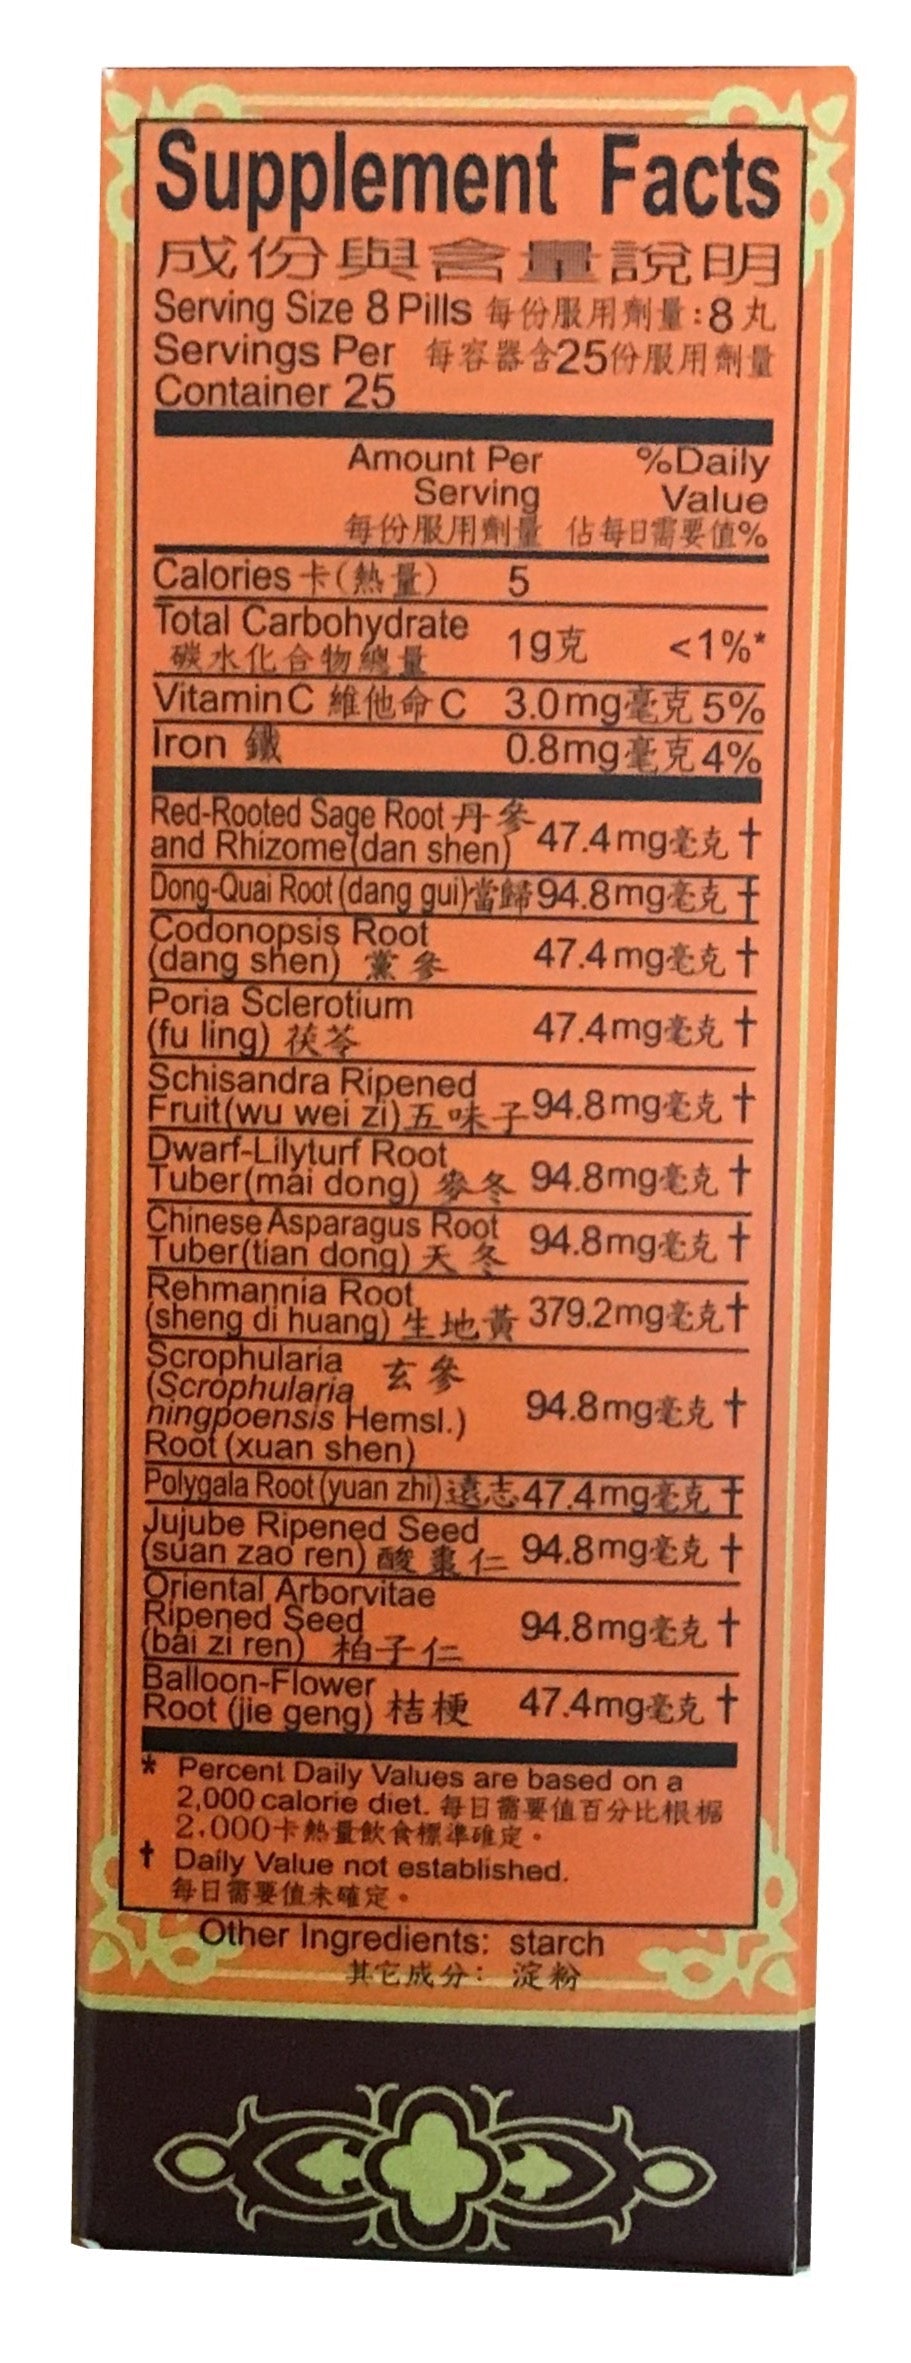 Supplement Facts
成份與含量說明
Serving Size 8 Pills 每份服用劑量:8丸
Servings Per 每容器含25份服用劑量
Container 25
Amount Per %Daily
Serving Value
每份服用劑量 佔每日需要值%
Calories 卡(熱量) 5
Total Carbohydrate
碳水化合物總量 1g克 <1%*
Vitamin C 維他命C 3.0mg毫克 5%
Iron 鐵 0.8mg毫克 4%
Red-Rooted Sage Root 丹參
and Rhizome(dan shen) 47.4mg毫克 †
Dong-Quai Root (dang gui)當歸 94.8mg毫克 †
Codonopsis Root
(dang shen) 黨參 47.4mg毫克 †
Poria Sclerotium
(fu ling) 茯苓 47.4mg毫克 †
Schisandra Ripened
Fruit(wu wei zi)五味子 94.8mg毫克 †
Dwarf-Lilyturf Root
Tuber(mai dong) 麥冬 94.8mg毫克 †
Chinese Asparagus Root
Tuber(tian dong) 天冬 94.8mg毫克 †
Rehmannia Root
(sheng di huang) 生地黃 379.2mg毫克 †
Scrophularia 玄參
(Scrophularia
ningpoensis Hemsl.) 94.8mg毫克 †
Root (xuan shen)
Polygala Root (yuan zhi)遠志 47.4mg毫克 †
Jujube Ripened Seed
(suan zao ren) 酸棗仁 94.8mg毫克 †
Oriental Arborvitae
Ripened Seed 94.8mg毫克 †
(bai zi ren) 柏子仁
Balloon-Flower
Root (jie geng) 桔梗 47.4mg毫克 †
* Percent Daily Values are based on a
2,000 calorie diet. 每日需要值百分比根据
2,000卡熱量飲食標準確定。
† Daily Value not established.
每日需要值未確定。
Other Ingredients: starch
其它成分: 淀粉